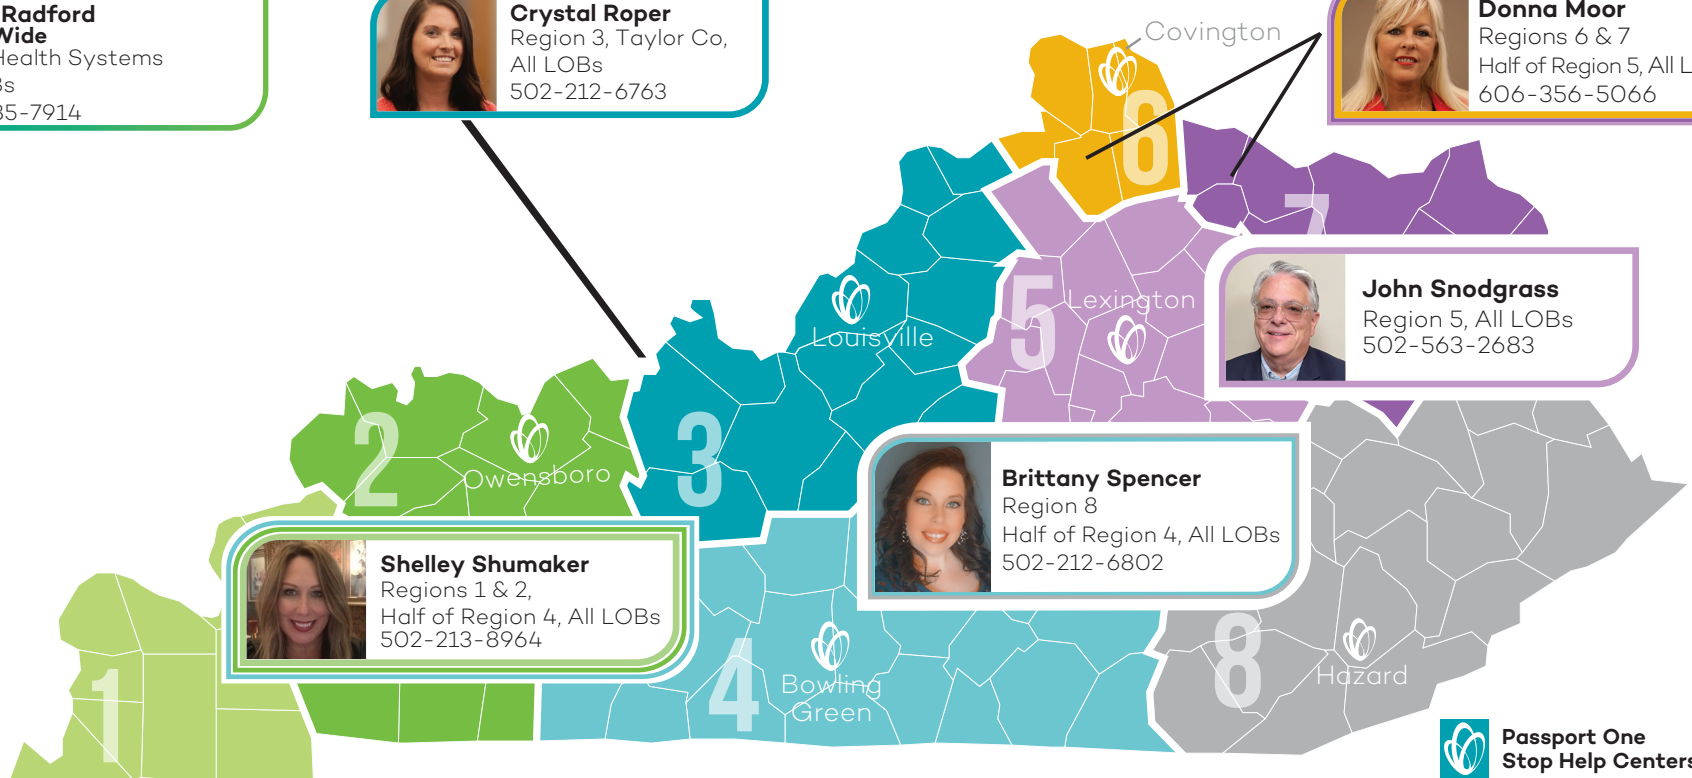 Radford
Wide
Health Systems
35-7914
Crystal Roper
Region 3, Taylor Co,
All LOBs
502-212-6763
Covington
Donna Moor
Regions 6 & 7
Half of Region 5, All L
606-356-5066
6
7
John Snodgrass
Region 5, All LOBs
502-563-2683
5
Lexington
Louisville
2
Owensboro
3
Brittany Spencer
Region 8
Half of Region 4, All LOBs
502-212-6802
Shelley Shumaker
Regions 1 & 2,
Half of Region 4, All LOBs
502-213-8964
1
4
Bowling
Green
8
Hazard
Passport One
Stop Help Centers